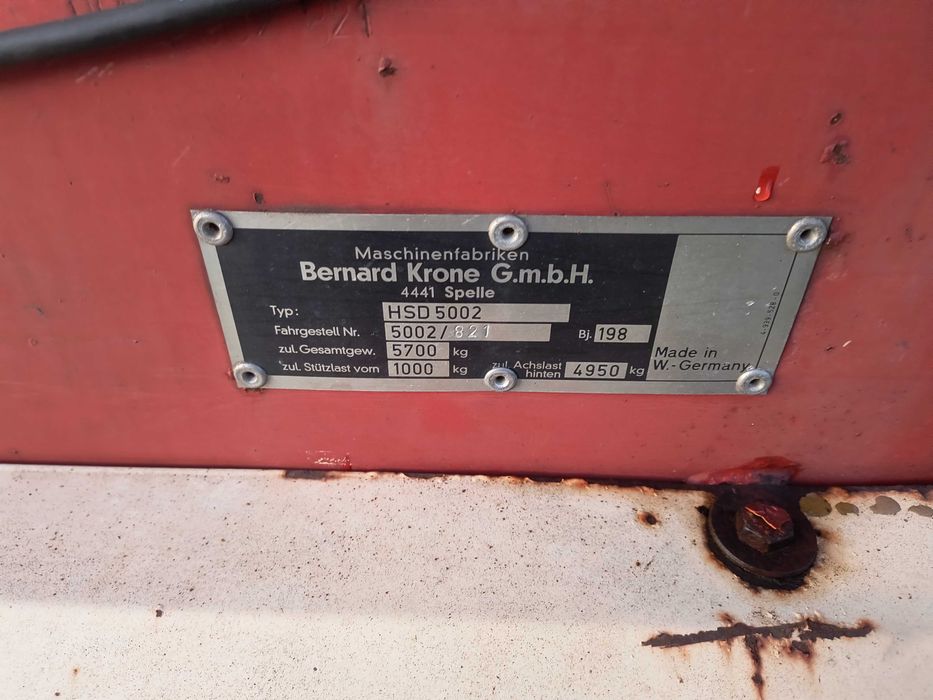 Maschinenfabriken
Bernard Krone G.m.b.H.
4441 Spelle
Typ: HSD 5002
Fahrgestell Nr. 5002/821 Bj. 198
zul. Gesamtgew. 5700 kg
zul. Stützlast vorn 1000 kg zul. Achslast hinten 4950 kg
Made in
W.-Germany